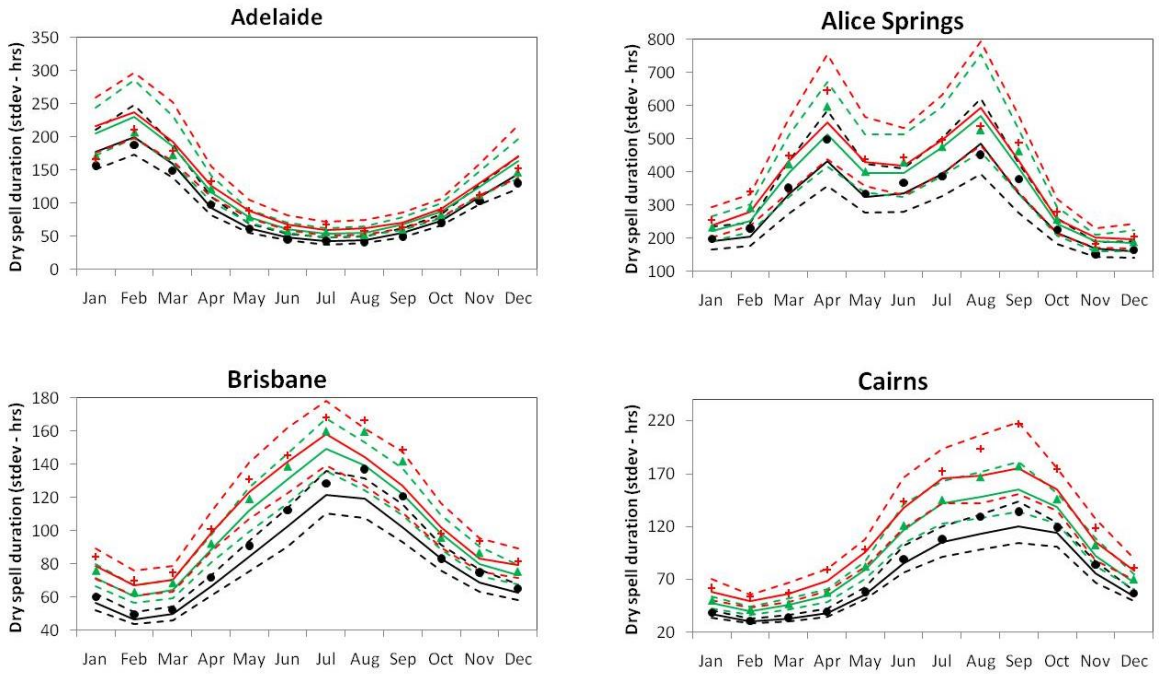 Adelaide
Dry spell duration (stdev - hrs)
350
300
250
200
150
100
50
0
Jan Feb Mar Apr May Jun Jul Aug Sep Oct Nov Dec
Alice Springs
Dry spell duration (stdev - hrs)
800
700
600
500
400
300
200
100
Jan Feb Mar Apr May Jun Jul Aug Sep Oct Nov Dec
Brisbane
Dry spell duration (stdev - hrs)
180
160
140
120
100
80
60
40
Jan Feb Mar Apr May Jun Jul Aug Sep Oct Nov Dec
Cairns
Dry spell duration (stdev - hrs)
220
170
120
70
20
Jan Feb Mar Apr May Jun Jul Aug Sep Oct Nov Dec